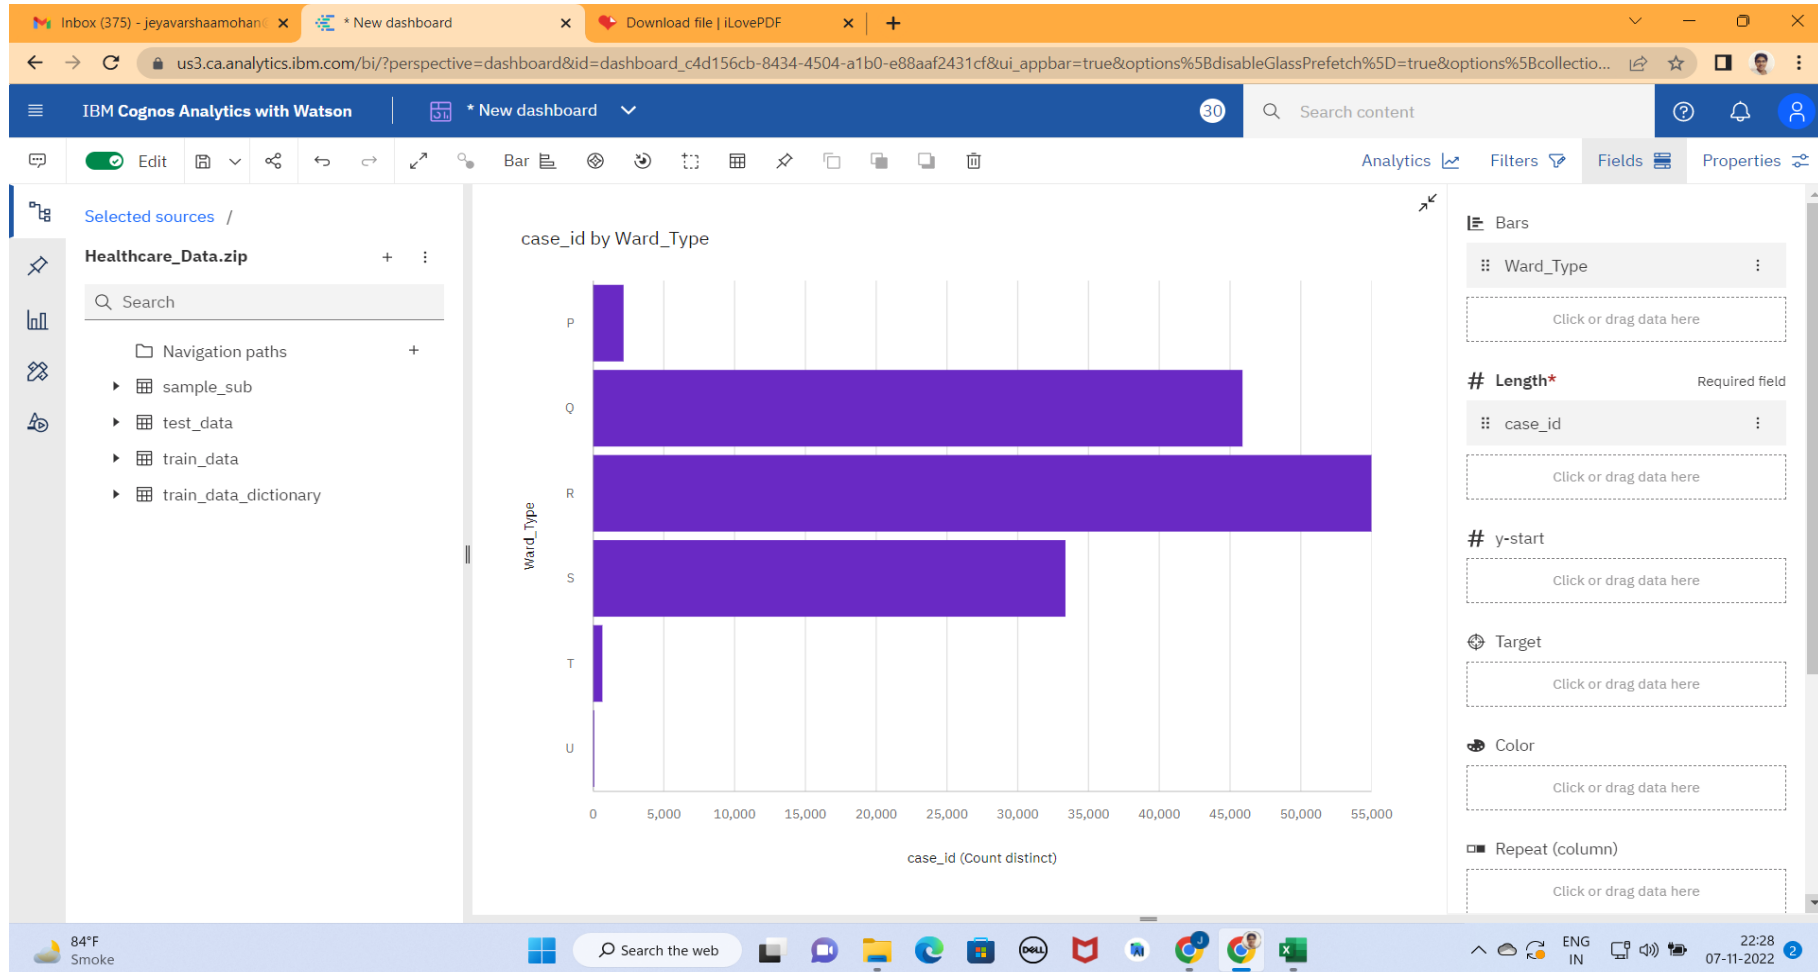 Inbox (375) - jeyavarshaamohan@
* New dashboard
Download file | iLovePDF
us3.ca.analytics.ibm.com/bi/?perspective=dashboard&id=dashboard_c4d156cb-8434-4504-a1b0-e88aaf2431cf&ui_appbar=true&options%5BdisableGlassPrefetch%5D=true&options%5Bcollectio...
IBM Cognos Analytics with Watson
* New dashboard
30
Search content
Edit
Bar
Analytics
Filters
Fields
Properties
Selected sources /
Healthcare_Data.zip
Search
Navigation paths
sample_sub
test_data
train_data
train_data_dictionary
case_id by Ward_Type
Ward_Type
P
Q
R
S
T
U
0 5,000 10,000 15,000 20,000 25,000 30,000 35,000 40,000 45,000 50,000 55,000
case_id (Count distinct)
Bars
Ward_Type
Click or drag data here
# Length* Required field
case_id
Click or drag data here
# y-start
Click or drag data here
Target
Click or drag data here
Color
Click or drag data here
Repeat (column)
Click or drag data here
84°F
Smoke
Search the web
DELL
J
ENG
IN
22:28
07-11-2022
2